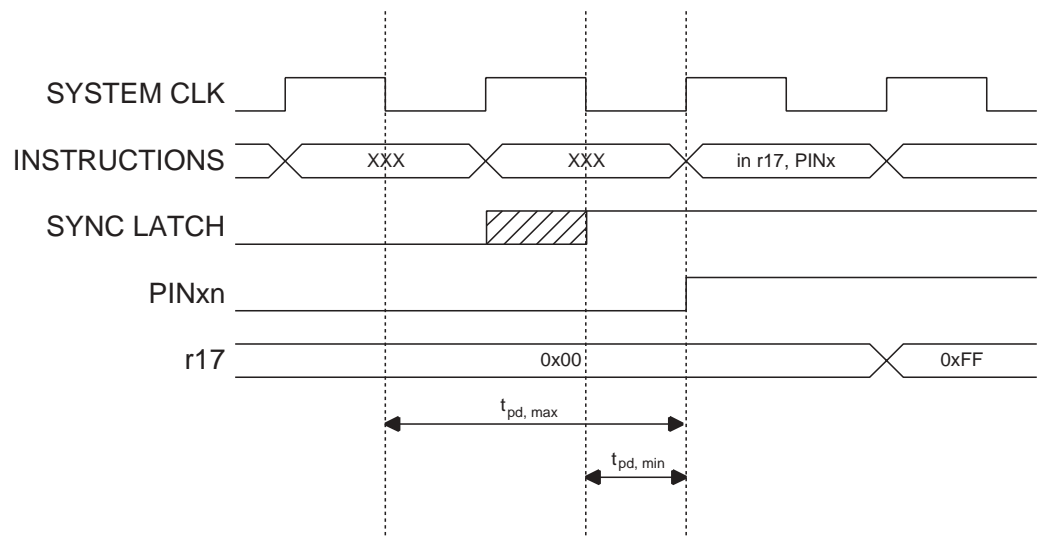 SYSTEM CLK
INSTRUCTIONS XXX XXX in r17, PINx
SYNC LATCH
PINxn
r17 0x00 0xFF
tpd, max
tpd, min